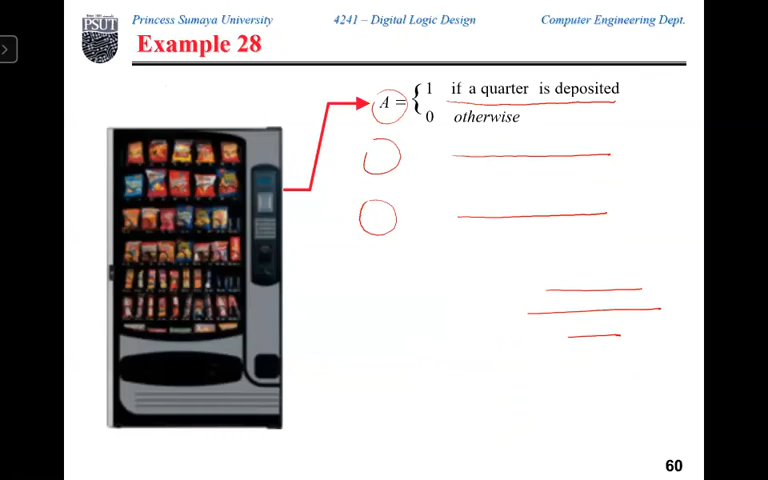 Princess Sumaya University 4241 – Digital Logic Design Computer Engineering Dept.
PSUT
Example 28
A = { 1 if a quarter is deposited
0 otherwise
60